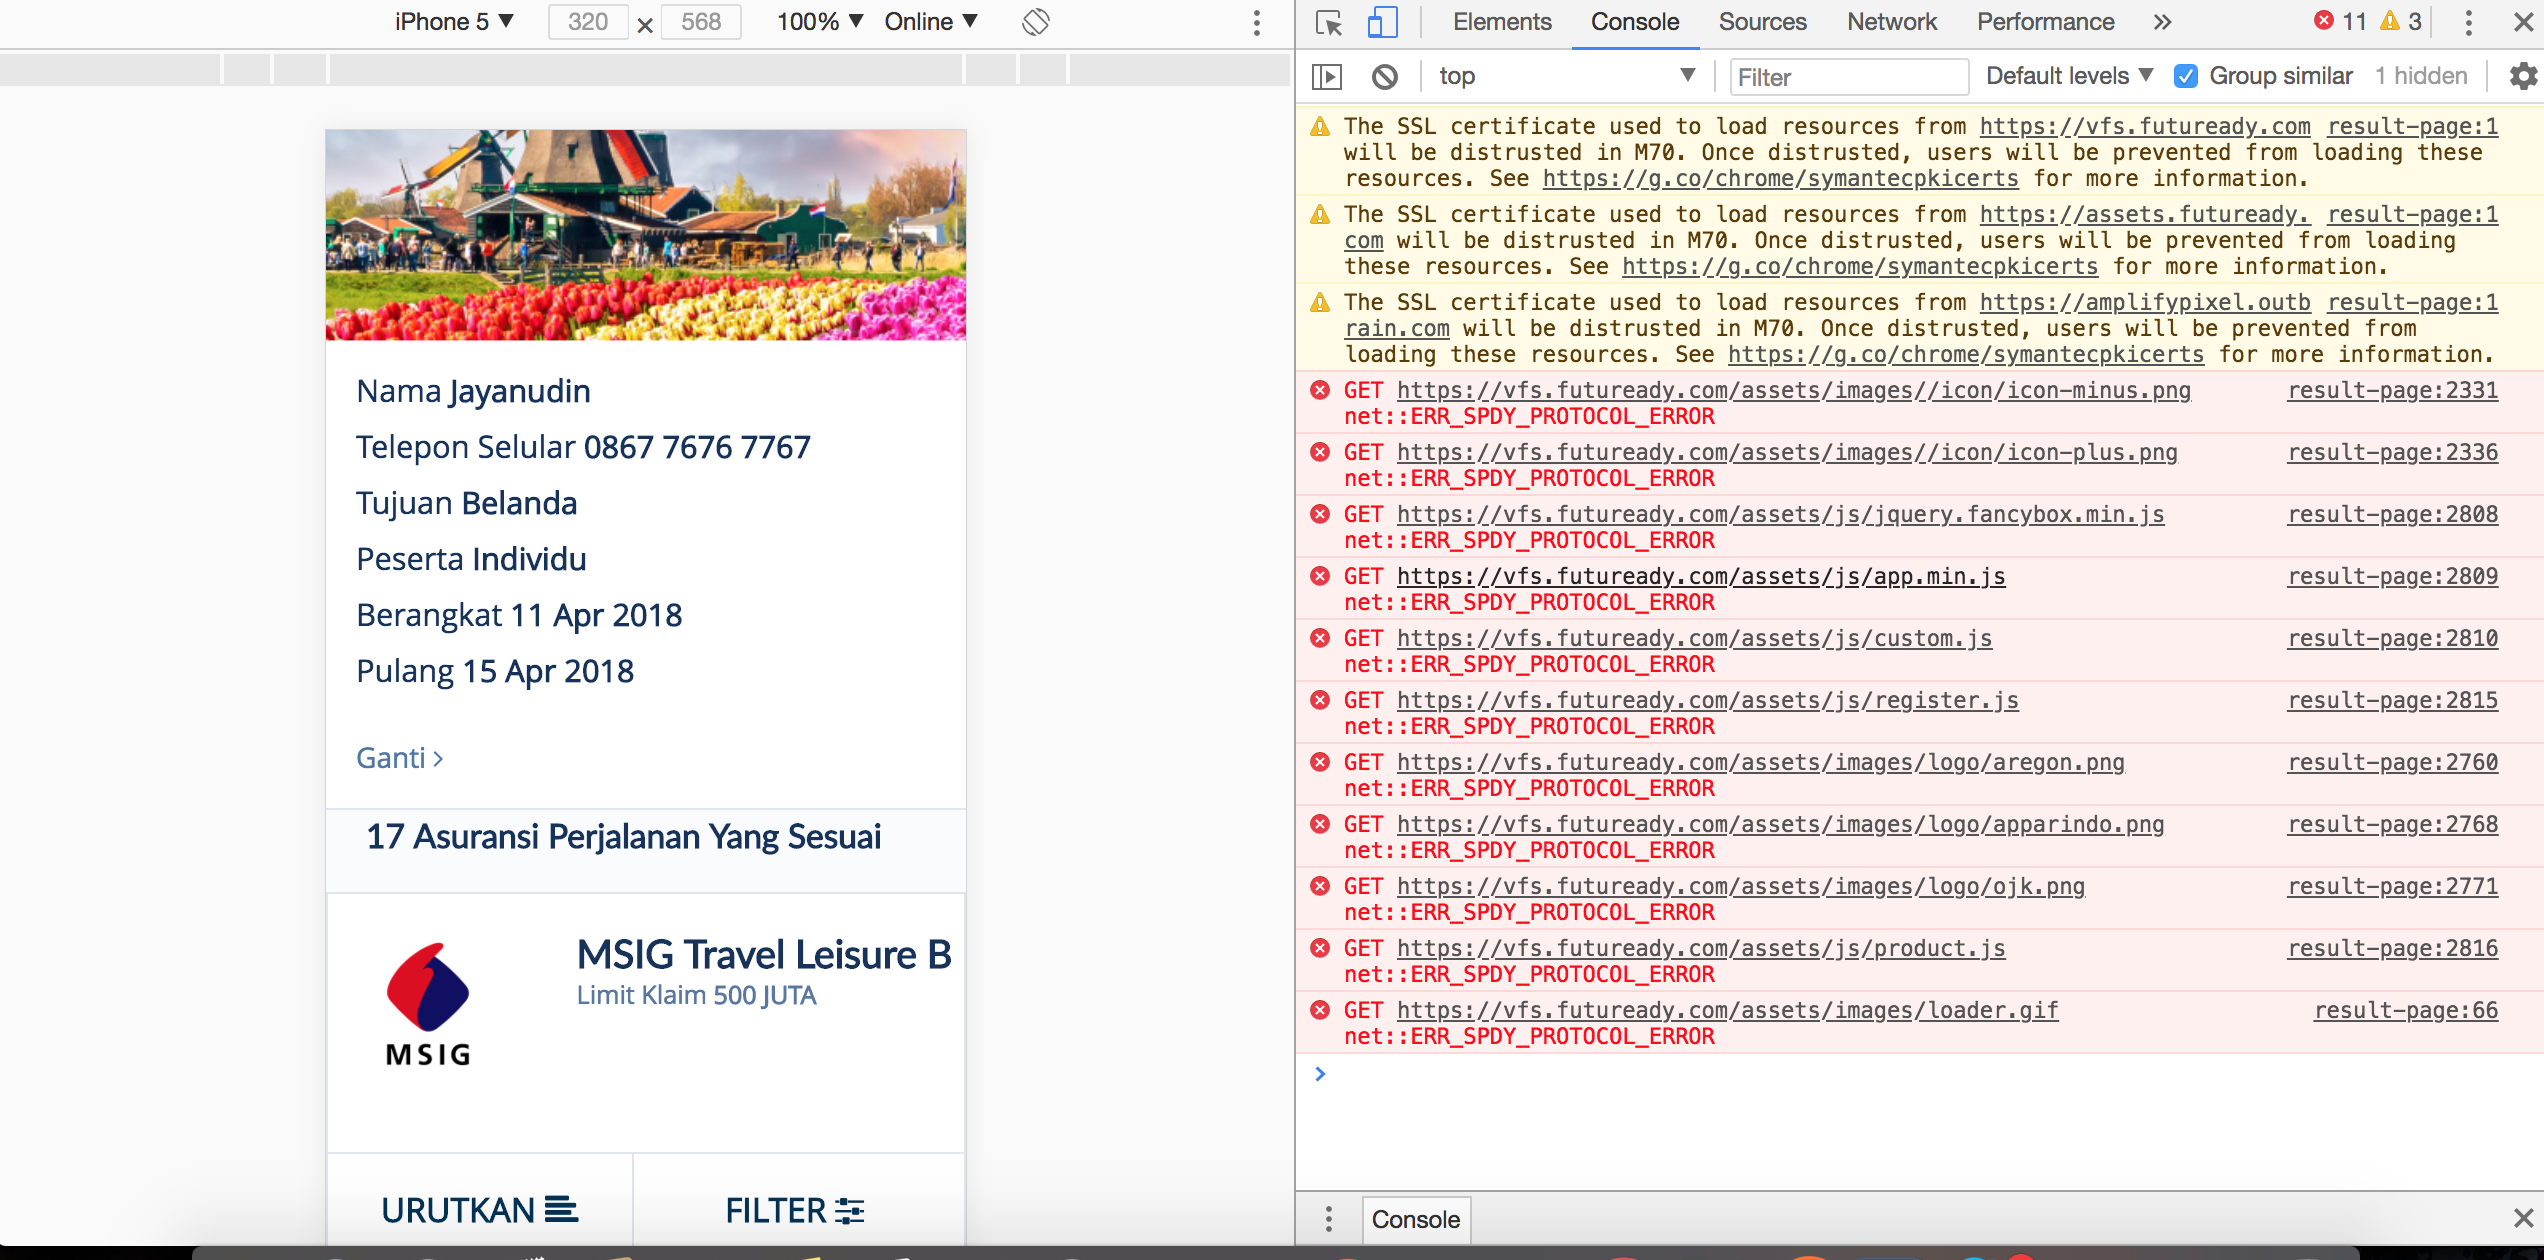 iPhone 5 ▼ 320 × 568 100% ▼ Online ▼
Nama Jayanudin
Telepon Selular 0867 7676 7767
Tujuan Belanda
Peserta Individu
Berangkat 11 Apr 2018
Pulang 15 Apr 2018
Ganti >
17 Asuransi Perjalanan Yang Sesuai
MSIG
MSIG Travel Leisure B
Limit Klaim 500 JUTA
URUTKAN
FILTER
Elements Console Sources Network Performance » 11 3
top ▼ Filter Default levels ▼ Group similar 1 hidden
The SSL certificate used to load resources from https://vfs.futuready.com result-page:1
will be distrusted in M70. Once distrusted, users will be prevented from loading these
resources. See https://g.co/chrome/symantecpkicerts for more information.
The SSL certificate used to load resources from https://assets.futuready. result-page:1
com will be distrusted in M70. Once distrusted, users will be prevented from loading
these resources. See https://g.co/chrome/symantecpkicerts for more information.
The SSL certificate used to load resources from https://amplifypixel.outb result-page:1
rain.com will be distrusted in M70. Once distrusted, users will be prevented from
loading these resources. See https://g.co/chrome/symantecpkicerts for more information.
GET https://vfs.futuready.com/assets/images//icon/icon-minus.png result-page:2331
net::ERR_SPDY_PROTOCOL_ERROR
GET https://vfs.futuready.com/assets/images//icon/icon-plus.png result-page:2336
net::ERR_SPDY_PROTOCOL_ERROR
GET https://vfs.futuready.com/assets/js/jquery.fancybox.min.js result-page:2808
net::ERR_SPDY_PROTOCOL_ERROR
GET https://vfs.futuready.com/assets/js/app.min.js result-page:2809
net::ERR_SPDY_PROTOCOL_ERROR
GET https://vfs.futuready.com/assets/js/custom.js result-page:2810
net::ERR_SPDY_PROTOCOL_ERROR
GET https://vfs.futuready.com/assets/js/register.js result-page:2815
net::ERR_SPDY_PROTOCOL_ERROR
GET https://vfs.futuready.com/assets/images/logo/aregon.png result-page:2760
net::ERR_SPDY_PROTOCOL_ERROR
GET https://vfs.futuready.com/assets/images/logo/apparindo.png result-page:2768
net::ERR_SPDY_PROTOCOL_ERROR
GET https://vfs.futuready.com/assets/images/logo/ojk.png result-page:2771
net::ERR_SPDY_PROTOCOL_ERROR
GET https://vfs.futuready.com/assets/js/product.js result-page:2816
net::ERR_SPDY_PROTOCOL_ERROR
GET https://vfs.futuready.com/assets/images/loader.gif result-page:66
net::ERR_SPDY_PROTOCOL_ERROR
Console